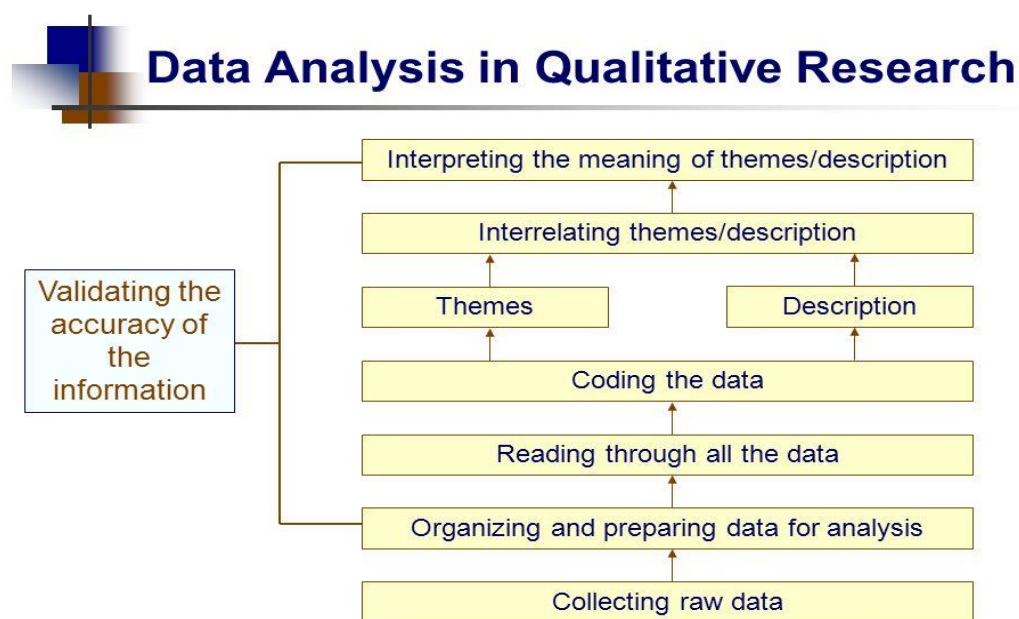 Data Analysis in Qualitative Research
Interpreting the meaning of themes/description
Interrelating themes/description
Validating the
accuracy of
the
information
Themes
Description
Coding the data
Reading through all the data
Organizing and preparing data for analysis
Collecting raw data